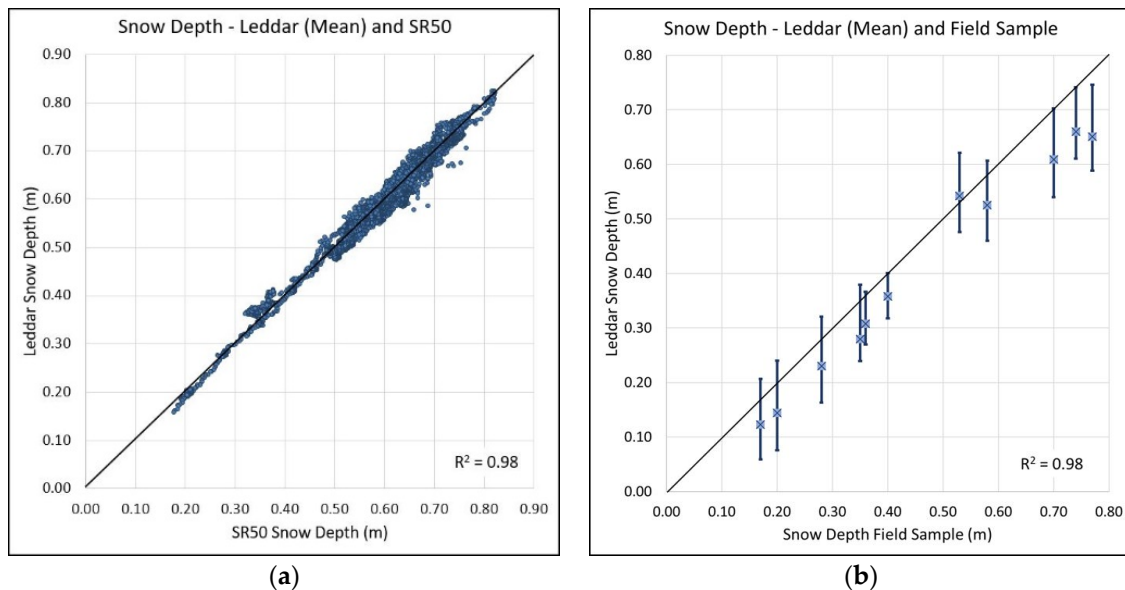 Snow Depth - Leddar (Mean) and SR50
0.90
0.80
0.70
0.60
0.50
0.40
0.30
0.20
0.10
0.00
Leddar Snow Depth (m)
R² = 0.98
0.00 0.10 0.20 0.30 0.40 0.50 0.60 0.70 0.80 0.90
SR50 Snow Depth (m)
(a)
Snow Depth - Leddar (Mean) and Field Sample
0.80
0.70
0.60
0.50
0.40
0.30
0.20
0.10
0.00
Leddar Snow Depth (m)
R² = 0.98
0.00 0.10 0.20 0.30 0.40 0.50 0.60 0.70 0.80
Snow Depth Field Sample (m)
(b)